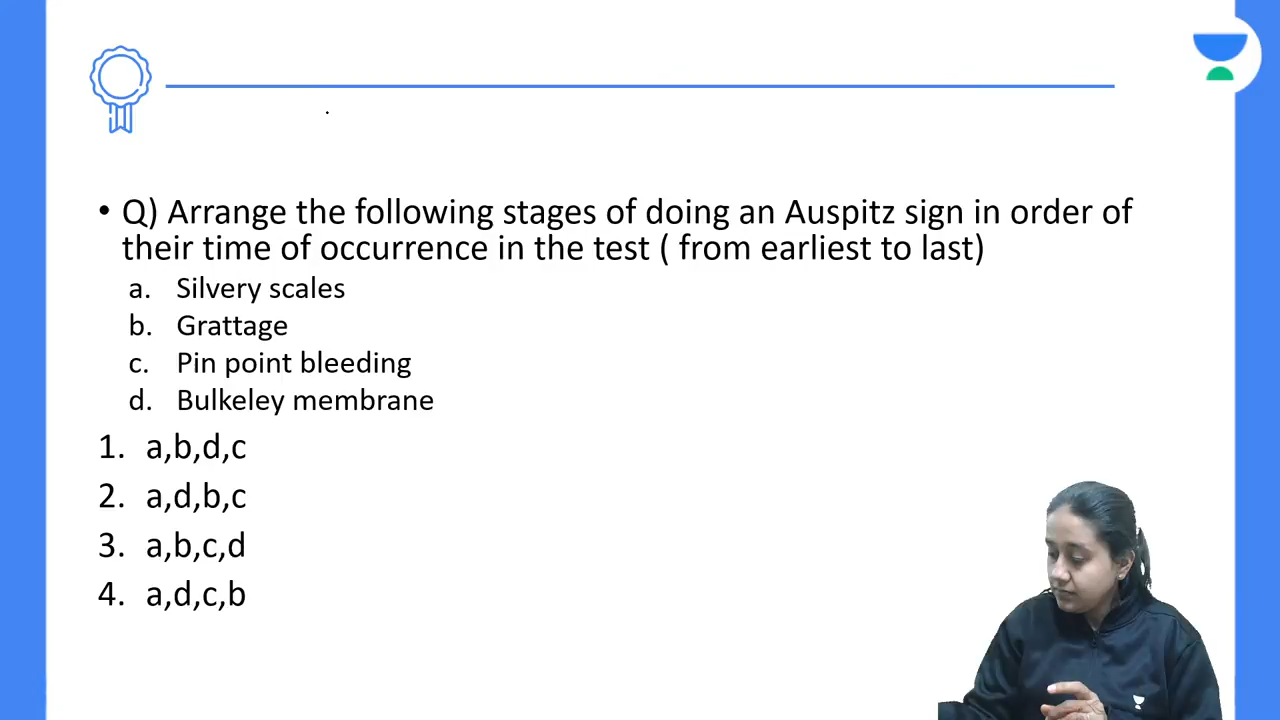 • Q) Arrange the following stages of doing an Auspitz sign in order of
their time of occurrence in the test ( from earliest to last)
a. Silvery scales
b. Grattage
c. Pin point bleeding
d. Bulkeley membrane
1. a,b,d,c
2. a,d,b,c
3. a,b,c,d
4. a,d,c,b